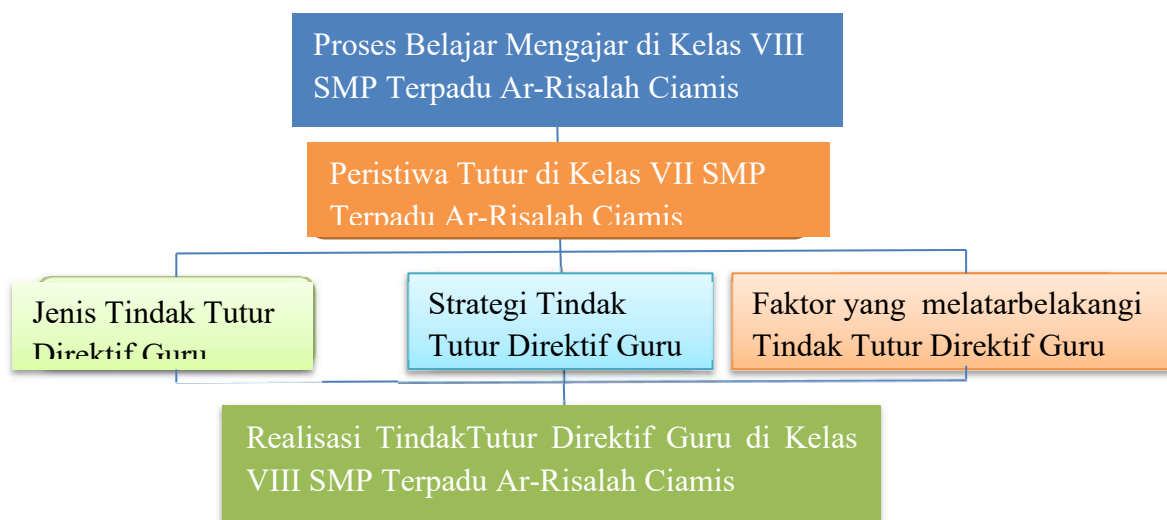 Proses Belajar Mengajar di Kelas VIII
SMP Terpadu Ar-Risalah Ciamis
Peristiwa Tutur di Kelas VII SMP
Terpadu Ar-Risalah Ciamis
Jenis Tindak Tutur
Direktif Guru
Strategi Tindak
Tutur Direktif Guru
Faktor yang melatarbelakangi
Tindak Tutur Direktif Guru
Realisasi TindakTutur Direktif Guru di Kelas
VIII SMP Terpadu Ar-Risalah Ciamis